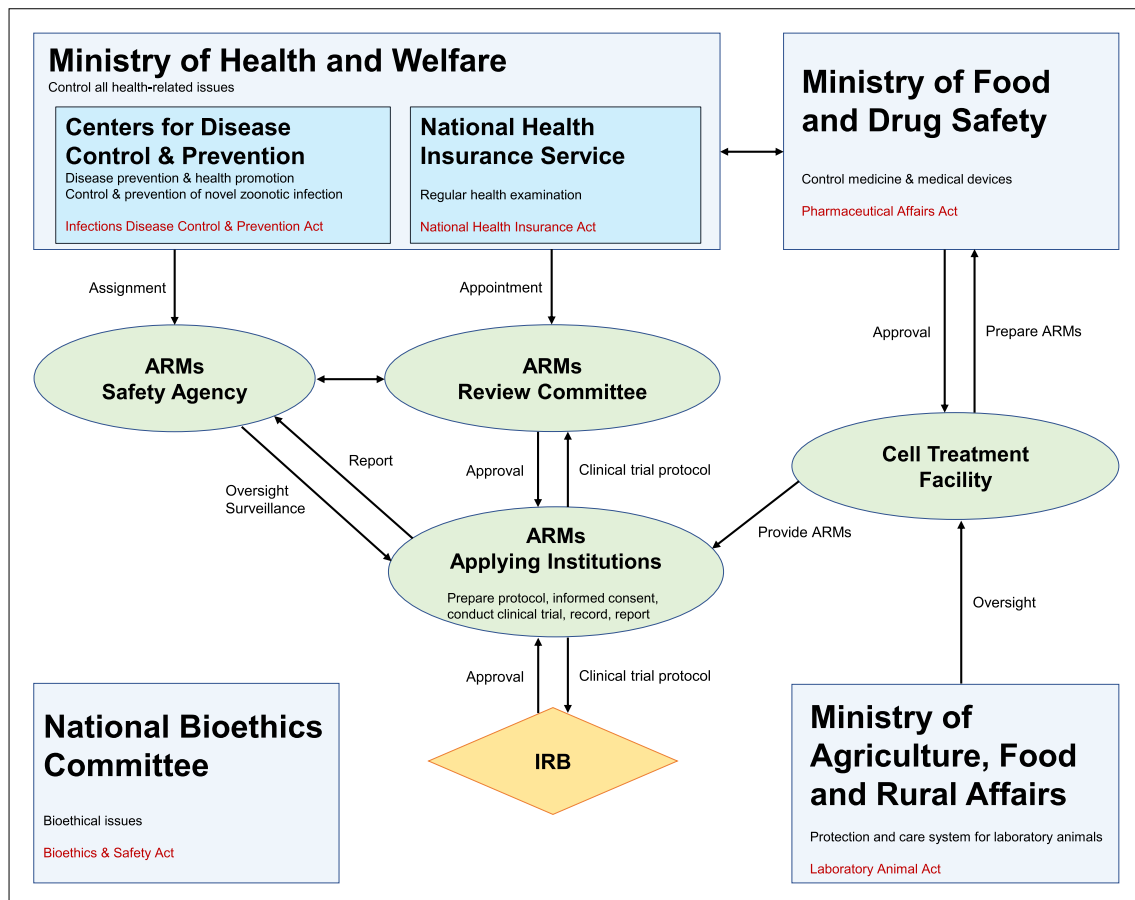 Ministry of Health and Welfare
Control all health-related issues
Centers for Disease
Control & Prevention
Disease prevention & health promotion
Control & prevention of novel zoonotic infection
Infections Disease Control & Prevention Act
National Health
Insurance Service
Regular health examination
National Health Insurance Act
Ministry of Food
and Drug Safety
Control medicine & medical devices
Pharmaceutical Affairs Act
Assignment
Appointment
Approval
Prepare ARMs
ARMs
Safety Agency
ARMs
Review Committee
Cell Treatment
Facility
Report
Oversight
Surveillance
Approval
Clinical trial protocol
Provide ARMs
ARMs
Applying Institutions
Prepare protocol, informed consent,
conduct clinical trial, record, report
Oversight
Approval
Clinical trial protocol
IRB
National Bioethics
Committee
Bioethical issues
Bioethics & Safety Act
Ministry of
Agriculture, Food
and Rural Affairs
Protection and care system for laboratory animals
Laboratory Animal Act